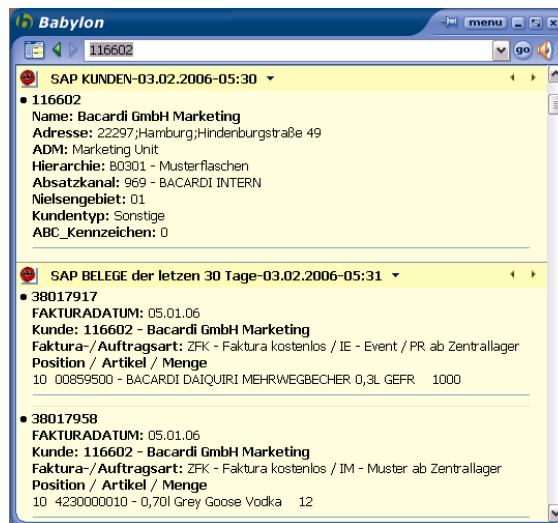 Babylon
menu
116602
go
SAP KUNDEN-03.02.2006-05:30
116602
Name: Bacardi GmbH Marketing
Adresse: 22297;Hamburg;Hindenburgstraße 49
ADM: Marketing Unit
Hierarchie: B0301 - Musterflaschen
Absatzkanal: 969 - BACARDI INTERN
Nielsengebiet: 01
Kundentyp: Sonstige
ABC_Kennzeichen: 0
SAP BELEGE der letzen 30 Tage-03.02.2006-05:31
38017917
FAKTURADATUM: 05.01.06
Kunde: 116602 - Bacardi GmbH Marketing
Faktura-/Auftragsart: ZFK - Faktura kostenlos / IE - Event / PR ab Zentrallager
Position / Artikel / Menge
10 00859500 - BACARDI DAIQUIRI MEHRWEGBECHER 0,3L GEFR 1000
38017958
FAKTURADATUM: 05.01.06
Kunde: 116602 - Bacardi GmbH Marketing
Faktura-/Auftragsart: ZFK - Faktura kostenlos / IM - Muster ab Zentrallager
Position / Artikel / Menge
10 4230000010 - 0,70l Grey Goose Vodka 12